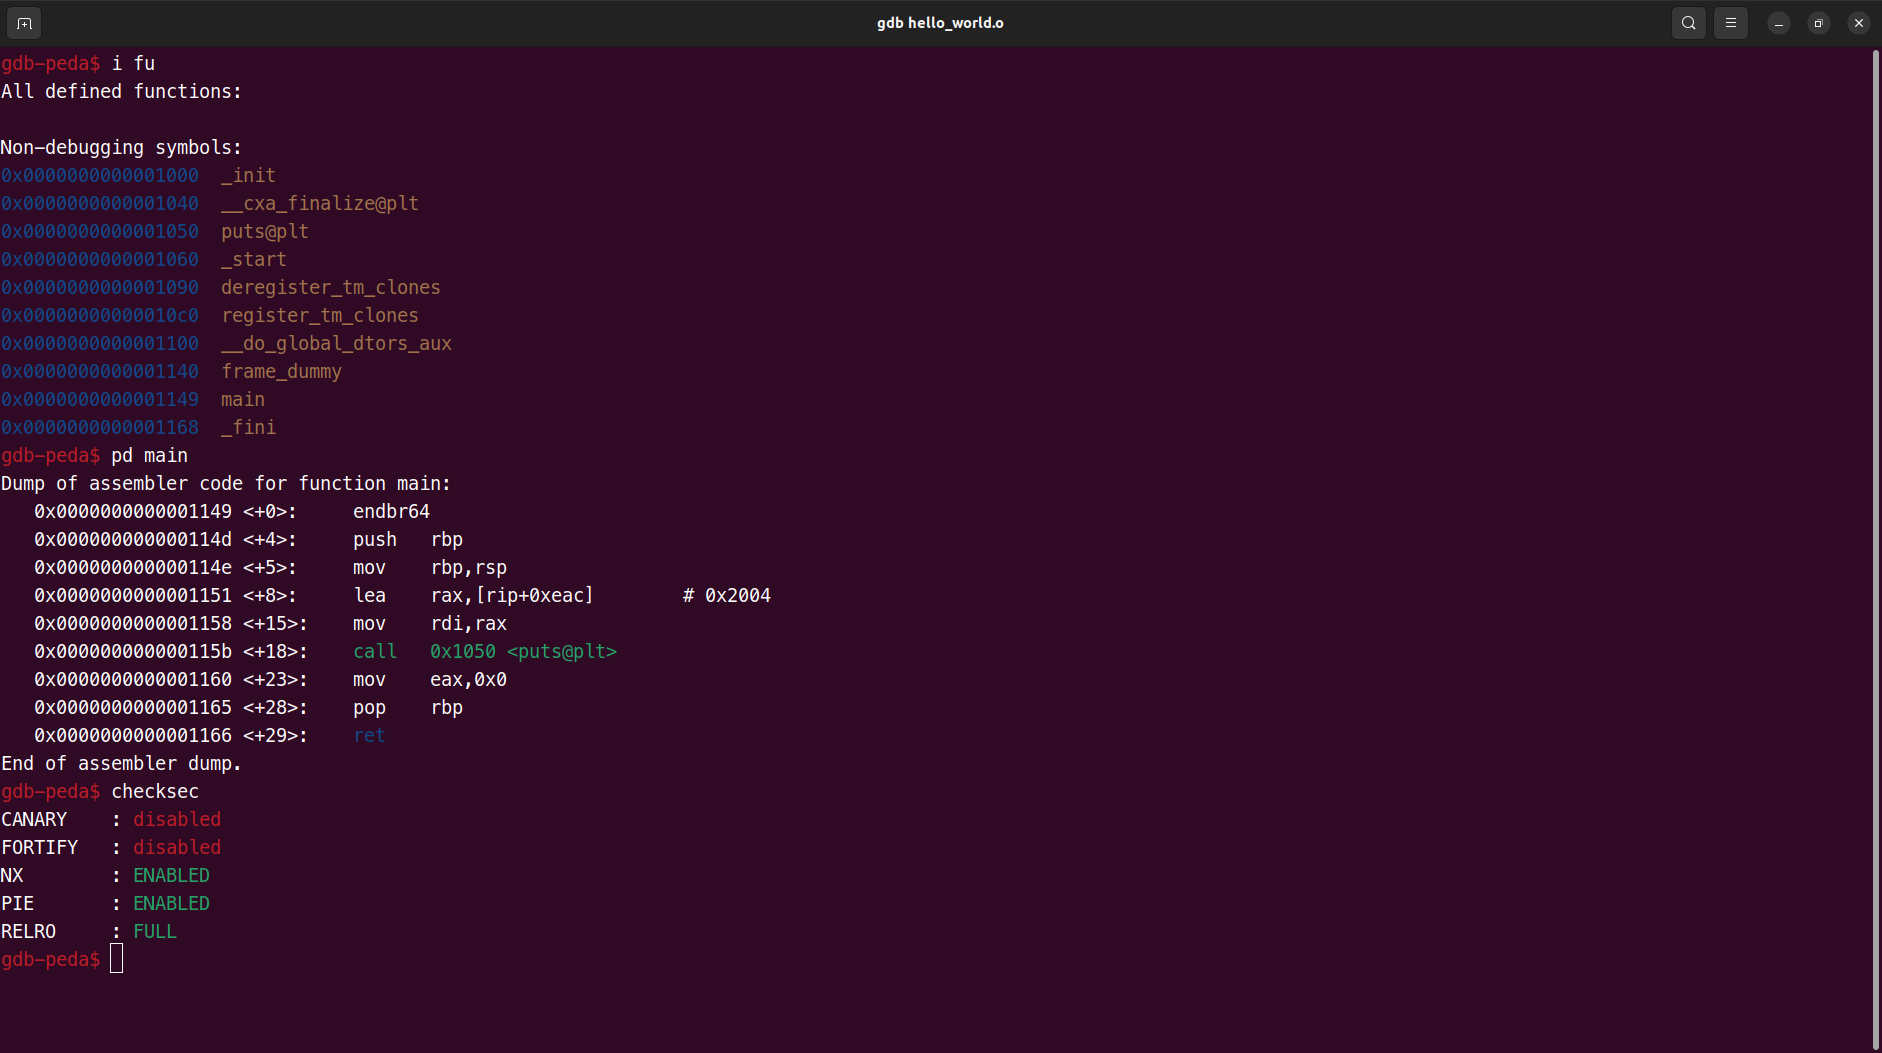 gdb hello_world.o
gdb-peda$ i fu
All defined functions:
Non-debugging symbols:
0x0000000000001000  _init
0x0000000000001040  __cxa_finalize@plt
0x0000000000001050  puts@plt
0x0000000000001060  _start
0x0000000000001090  deregister_tm_clones
0x00000000000010c0  register_tm_clones
0x0000000000001100  __do_global_dtors_aux
0x0000000000001140  frame_dummy
0x0000000000001149  main
0x0000000000001168  _fini
gdb-peda$ pd main
Dump of assembler code for function main:
   0x0000000000001149 <+0>:     endbr64
   0x000000000000114d <+4>:     push   rbp
   0x000000000000114e <+5>:     mov    rbp,rsp
   0x0000000000001151 <+8>:     lea    rax,[rip+0xeac]        # 0x2004
   0x0000000000001158 <+15>:    mov    rdi,rax
   0x000000000000115b <+18>:    call   0x1050 <puts@plt>
   0x0000000000001160 <+23>:    mov    eax,0x0
   0x0000000000001165 <+28>:    pop    rbp
   0x0000000000001166 <+29>:    ret
End of assembler dump.
gdb-peda$ checksec
CANARY    : disabled
FORTIFY   : disabled
NX        : ENABLED
PIE       : ENABLED
RELRO     : FULL
gdb-peda$